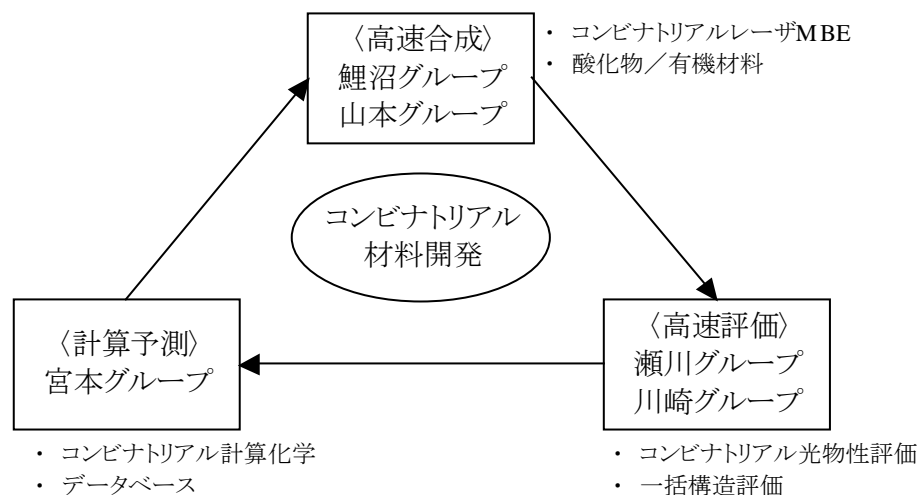 〈高速合成〉
鯉沼グループ
山本グループ
・ コンビナトリアルレーザMBE
・ 酸化物／有機材料
コンビナトリアル
材料開発
〈計算予測〉
宮本グループ
・ コンビナトリアル計算化学
・ データベース
〈高速評価〉
瀬川グループ
川崎グループ
・ コンビナトリアル光物性評価
・ 一括構造評価